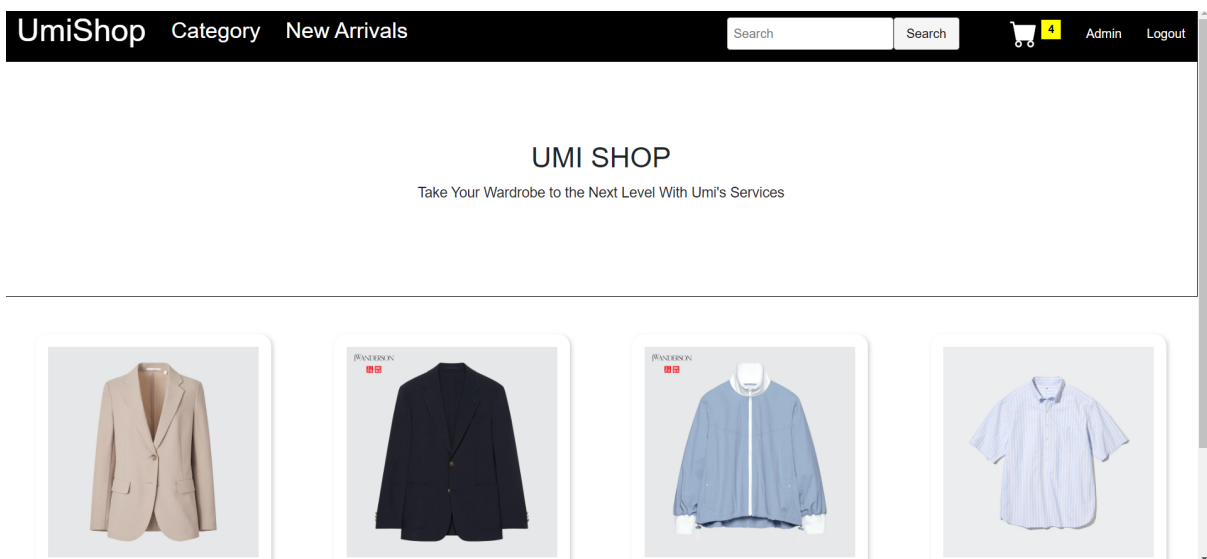 UmiShop Category New Arrivals Search Search 4 Admin Logout
UMI SHOP
Take Your Wardrobe to the Next Level With Umi's Services
JWANDERSON
JWANDERSON